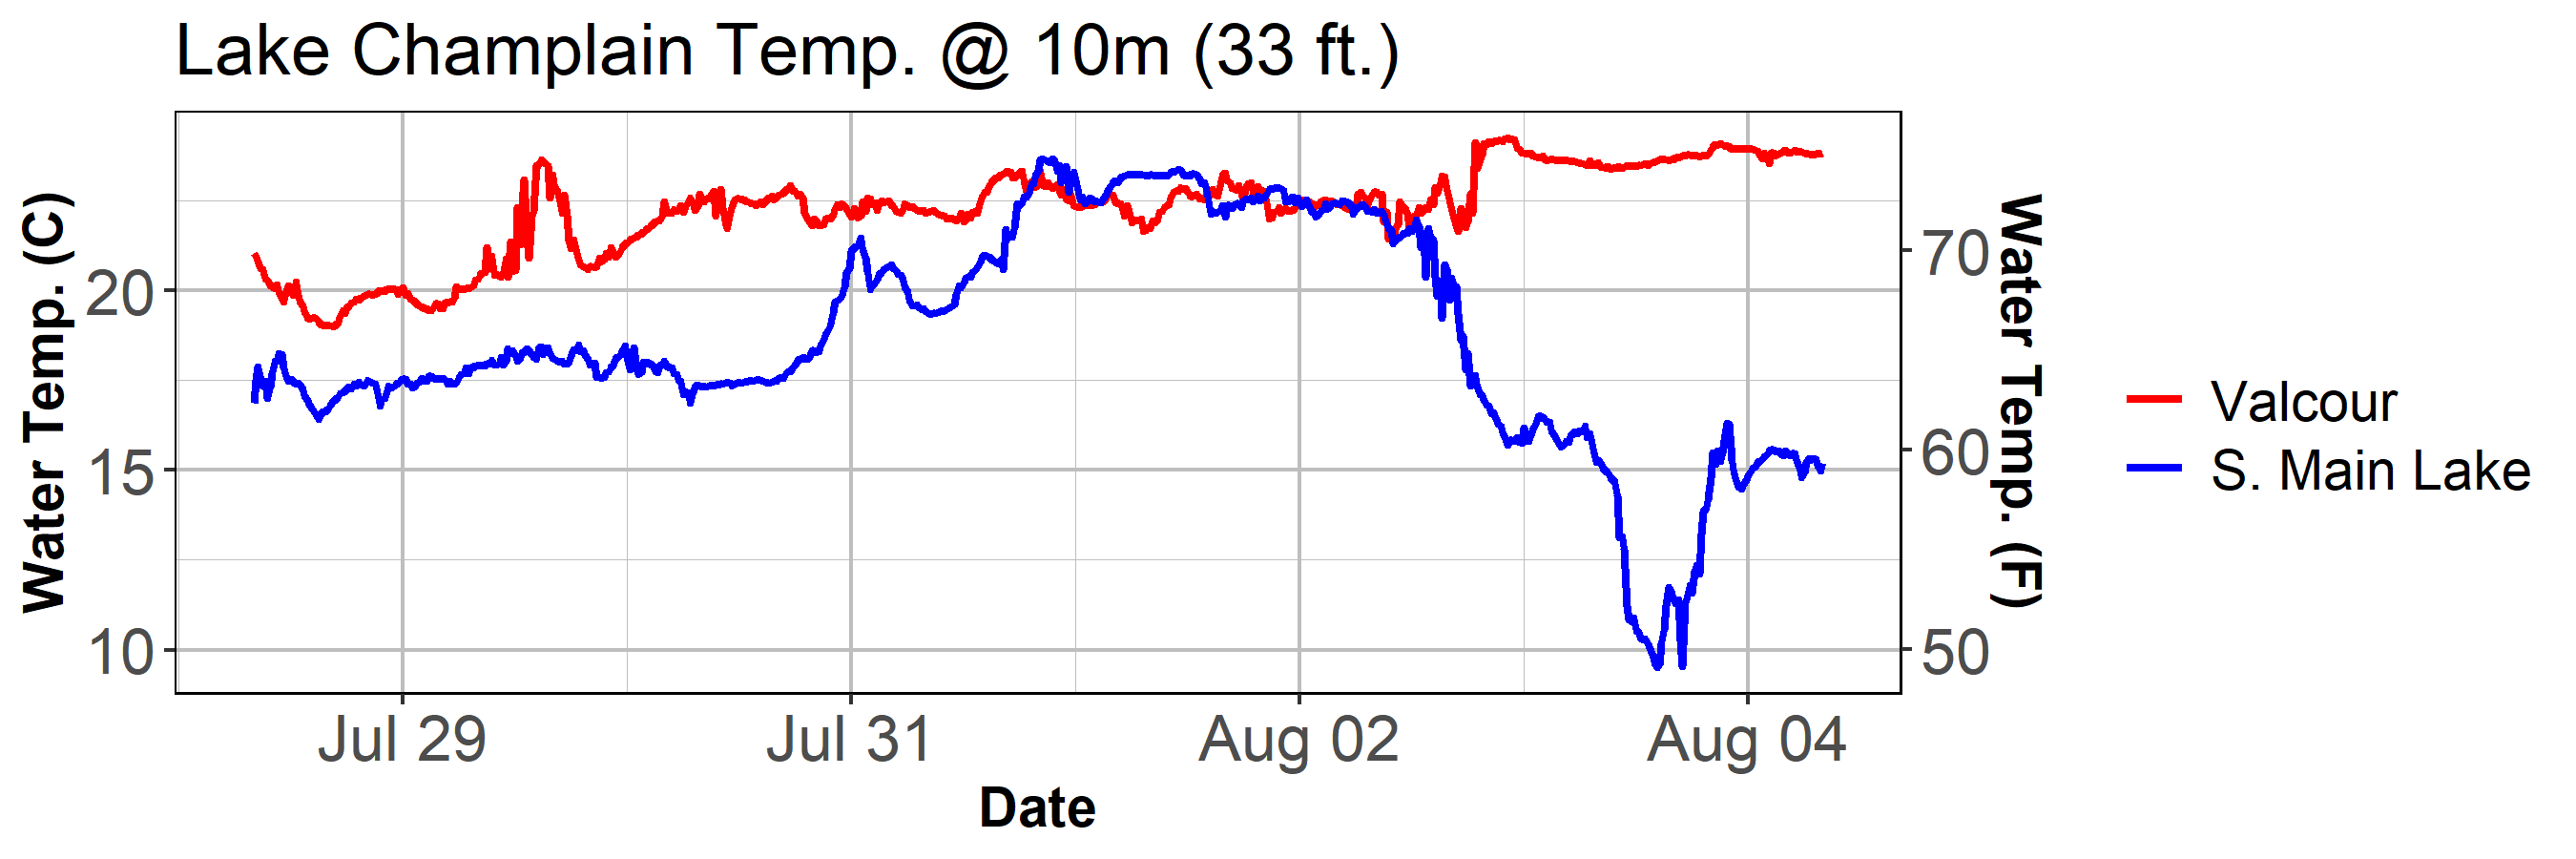 Lake Champlain Temp. @ 10m (33 ft.)
Water Temp. (C)
20
15
10
70
60
50
Water Temp. (F)
Jul 29
Jul 31
Aug 02
Aug 04
Date
Valcour
S. Main Lake